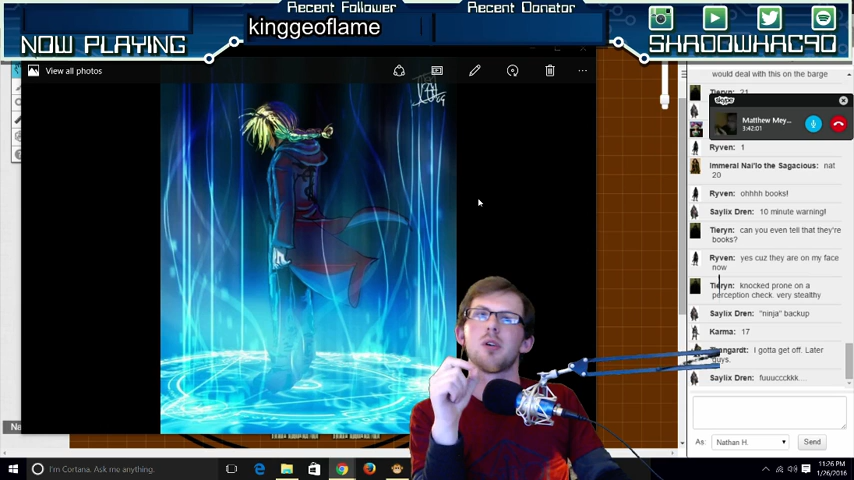 Recent Follower
Recent Donator
kinggeoflame
NOW PLAYING
SHADOWHAC90
View all photos
would deal with this on the barge
Tieryn: 21
skype
Matthew Mey...
3:42:01
Ryven: 1
Immeral Nai'lo the Sagacious: nat
20
Ryven: ohhhh books!
Saylix Dren: 10 minute warning!
Tieryn: can you even tell that they're
books?
Ryven: yes cuz they are on my face
now
Tieryn: knocked prone on a
perception check. very stealthy
Saylix Dren: "ninja" backup
Karma: 17
I gotta get off. Later
guys.
Saylix Dren: fuuuccckkk...
As:
Nathan H.
Send
I'm Cortana. Ask me anything.
11:26 PM
1/26/2016